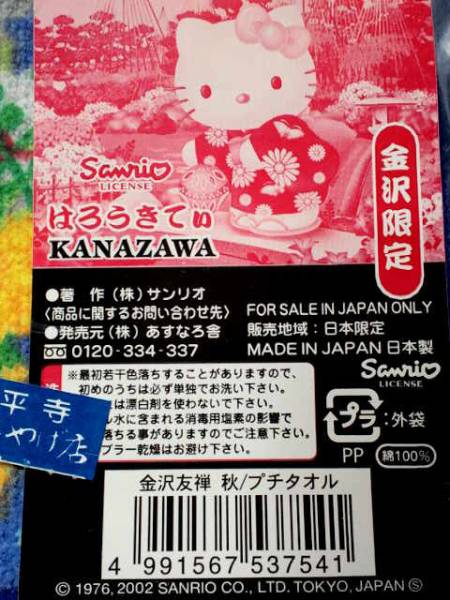 Sanrio
LICENSE
はろうきてぃ
KANAZAWA
金沢限定
●著 作(株)サンリオ
〈商品に関するお問い合わせ先〉
●発売元(株)あすなろ舎
0120-334-337
FOR SALE IN JAPAN ONLY
販売地域:日本限定
MADE IN JAPAN 日本製
Sanrio
LICENSE
※最初若干色落ちすることがありますので、
初めのうちは必ず単独でお洗い下さい。
は漂白剤を使わないで下さい。
ル水に含まれる消毒用塩素の影響で
落ちる事がありますのでご注意下さい。
ブラー乾燥はお避け下さい。
平寺
やげ店
プラ:外袋
PP 綿100%
金沢友禅 秋/プチタオル
4 991567 537541
© 1976, 2002 SANRIO CO., LTD. TOKYO, JAPAN Ⓢ